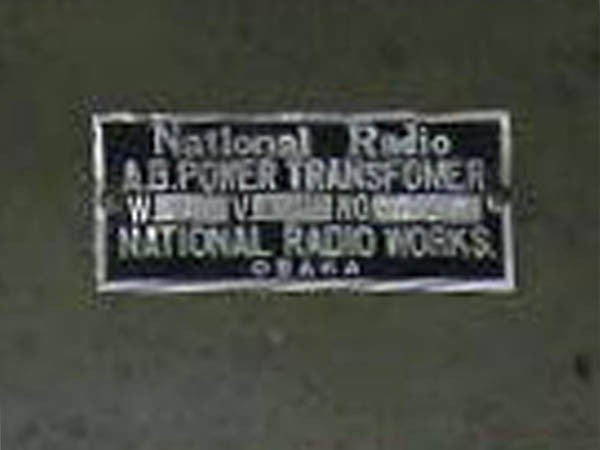 National Radio
A.B. POWER TRANSFOMER
W V NO
NATIONAL RADIO WORKS.
OSAKA